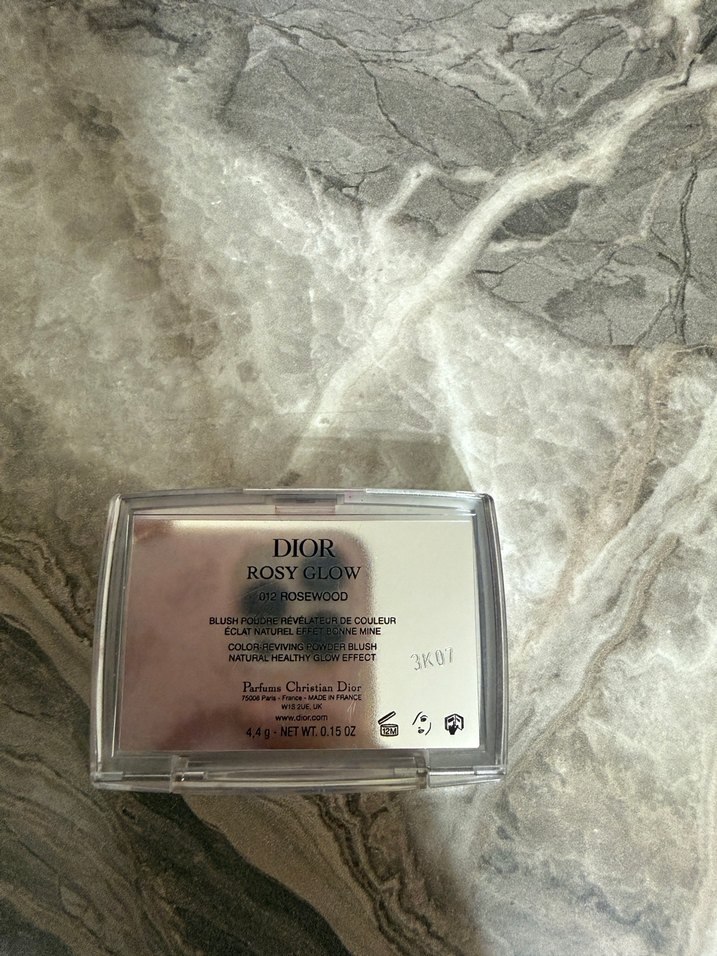 DIOR
ROSY GLOW
012 ROSEWOOD
BLUSH POUDRE RÉVÉLATEUR DE COULEUR
ÉCLAT NATUREL EFFET BONNE MINE
COLOR-REVIVING POWDER BLUSH
NATURAL HEALTHY GLOW EFFECT
3K07
Parfums Christian Dior
75006 Paris - France - MADE IN FRANCE
W1S 2UE, UK
www.dior.com
4,4 g - NET WT. 0.15 OZ
12M